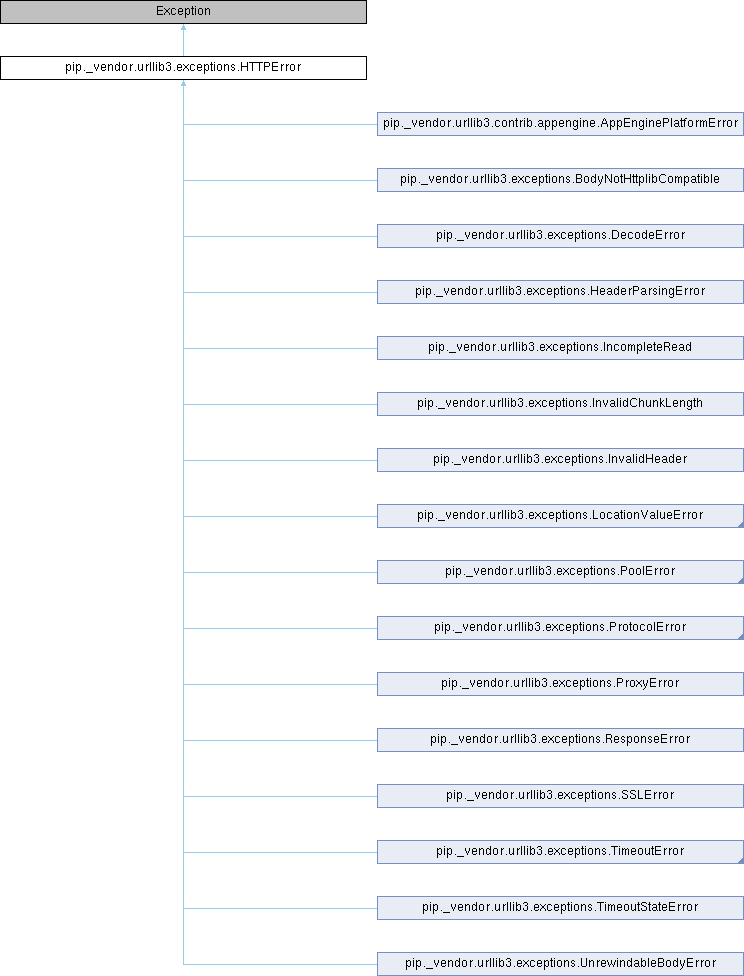 Exception
pip._vendor.urllib3.exceptions.HTTPError
pip._vendor.urllib3.contrib.appengine.AppEnginePlatformError
pip._vendor.urllib3.exceptions.BodyNotHttplibCompatible
pip._vendor.urllib3.exceptions.DecodeError
pip._vendor.urllib3.exceptions.HeaderParsingError
pip._vendor.urllib3.exceptions.IncompleteRead
pip._vendor.urllib3.exceptions.InvalidChunkLength
pip._vendor.urllib3.exceptions.InvalidHeader
pip._vendor.urllib3.exceptions.LocationValueError
pip._vendor.urllib3.exceptions.PoolError
pip._vendor.urllib3.exceptions.ProtocolError
pip._vendor.urllib3.exceptions.ProxyError
pip._vendor.urllib3.exceptions.ResponseError
pip._vendor.urllib3.exceptions.SSLError
pip._vendor.urllib3.exceptions.TimeoutError
pip._vendor.urllib3.exceptions.TimeoutStateError
pip._vendor.urllib3.exceptions.UnrewindableBodyError